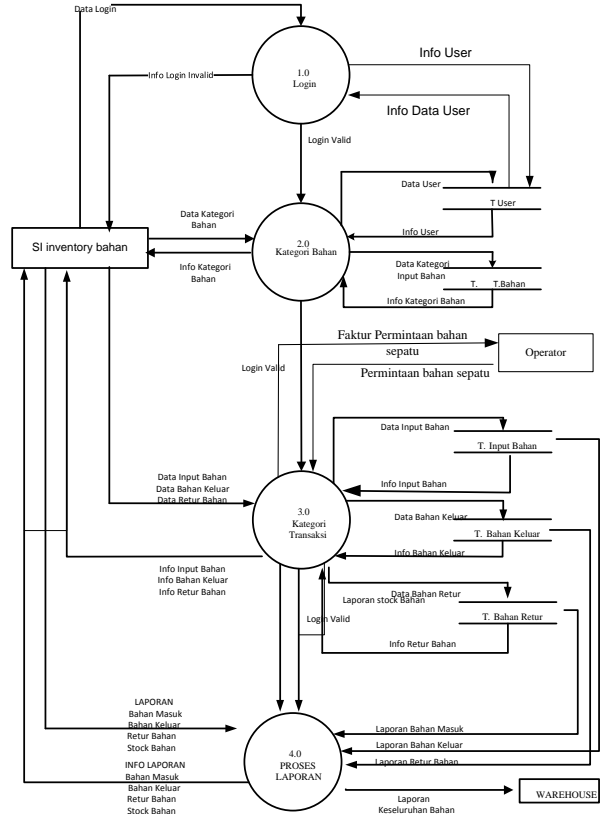 Data Login
Info User
1.0
Login
Info Login Invalid
Info Data User
Login Valid
Data User
T User
Data Kategori
Bahan
Info User
SI inventory bahan
2.0
Kategori Bahan
Info Kategori
Bahan
Data Kategori
Input Bahan
T. T.Bahan
Info Kategori Bahan
Faktur Permintaan bahan
sepatu
Operator
Login Valid
Permintaan bahan sepatu
Data Input Bahan
T. Input Bahan
Data Input Bahan
Data Bahan Keluar
Data Retur Bahan
Info Input Bahan
3.0
Kategori
Transaksi
Data Bahan Keluar
T. Bahan Keluar
Info Bahan Keluar
Info Input Bahan
Info Bahan Keluar
Info Retur Bahan
Data Bahan Retur
Laporan stock Bahan
T. Bahan Retur
Login Valid
Info Retur Bahan
LAPORAN
Bahan Masuk
Bahan Keluar
Retur Bahan
Stock Bahan
4.0
PROSES
LAPORAN
Laporan Bahan Masuk
Laporan Bahan Keluar
Laporan Retur Bahan
INFO LAPORAN
Bahan Masuk
Bahan Keluar
Retur Bahan
Stock Bahan
Laporan
Keseluruhan Bahan
WAREHOUSE